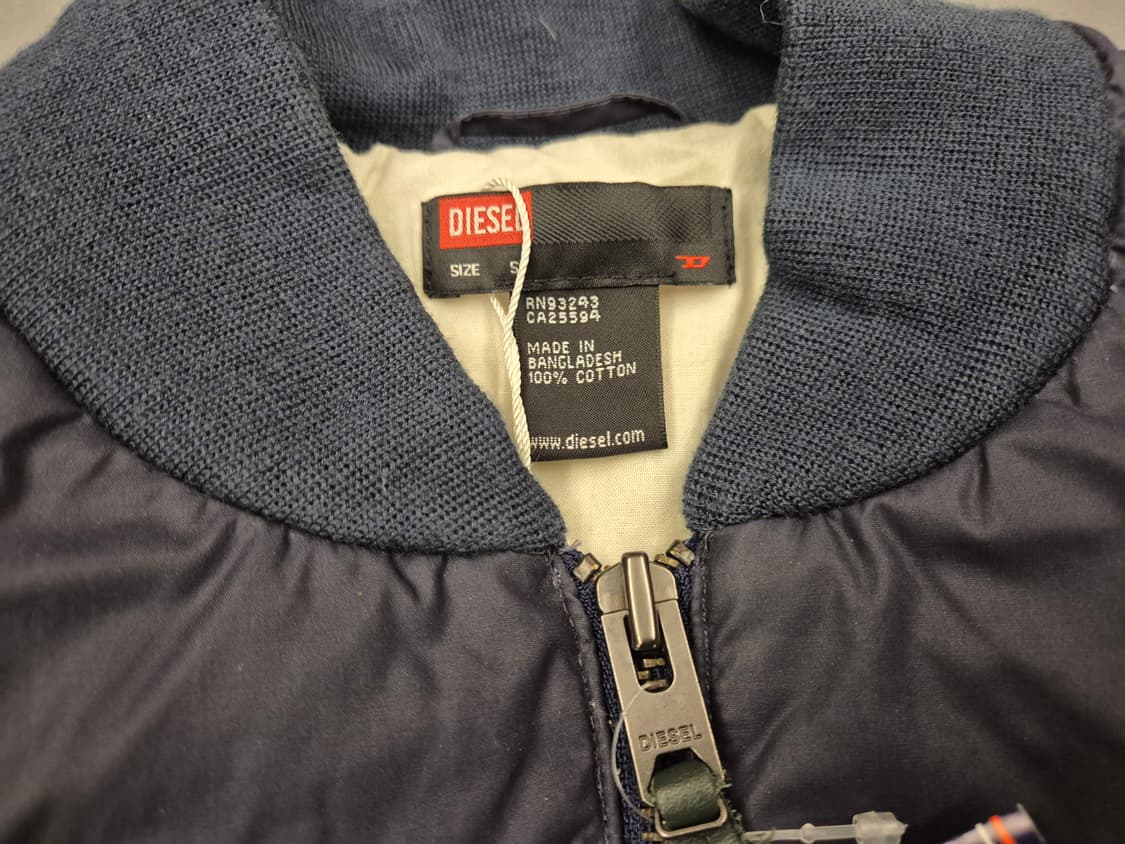 DIESEL
SIZE S
RN93243
CA25594
MADE IN
BANGLADESH
100% COTTON
www.diesel.com
DIESEL